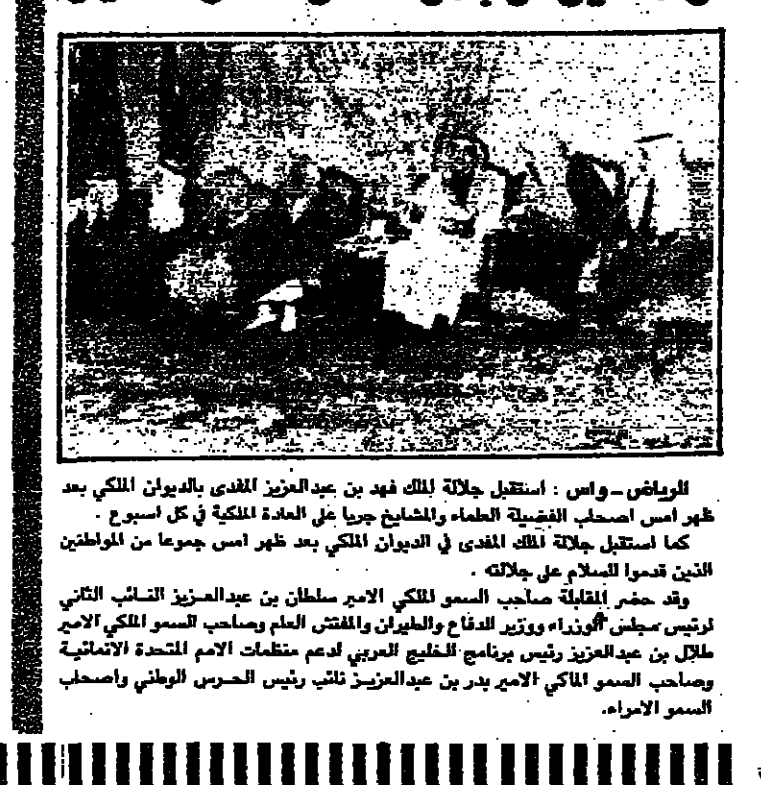 الرياض – واس : استقبل جلالة الملك فهد بن عبدالعزيز المفدى بالديوان الملكي بعد
ظهر امس اصحاب الفضيلة العلماء والمشايخ جريا على العادة الملكية في كل اسبوع .
كما استقبل جلالة الملك المفدى في الديوان الملكي بعد ظهر امس جموعا من المواطنين
الذين قدموا للسلام على جلالته .
وقد حضر المقابلة صاحب السمو الملكي الامير سلطان بن عبدالعزيز النائب الثاني
لرئيس مجلس الوزراء ووزير الدفاع والطيران والمفتش العام وصاحب السمو الملكي الامير
طلال بن عبدالعزيز رئيس برنامج الخليج العربي لدعم منظمات الامم المتحدة الانمائية
وصاحب السمو الملكي الامير بدر بن عبدالعزيز نائب رئيس الحرس الوطني واصحاب
السمو الامراء.